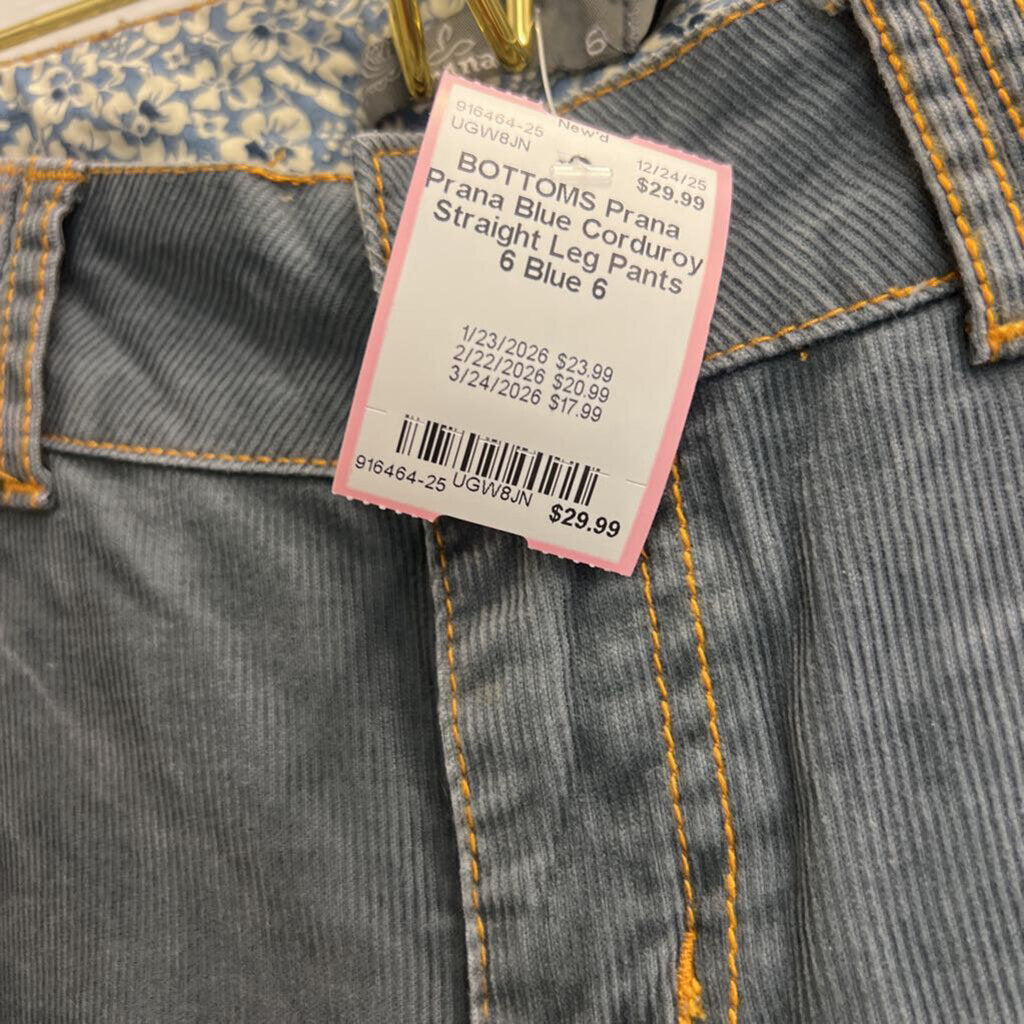 6
ana
916464-25
UGW8JN
New'd
12/24/25
$29.99
BOTTOMS Prana
Prana Blue Corduroy
Straight Leg Pants
6 Blue 6
1/23/2026 $23.99
2/22/2026 $20.99
3/24/2026 $17.99
916464-25 UGW8JN
$29.99